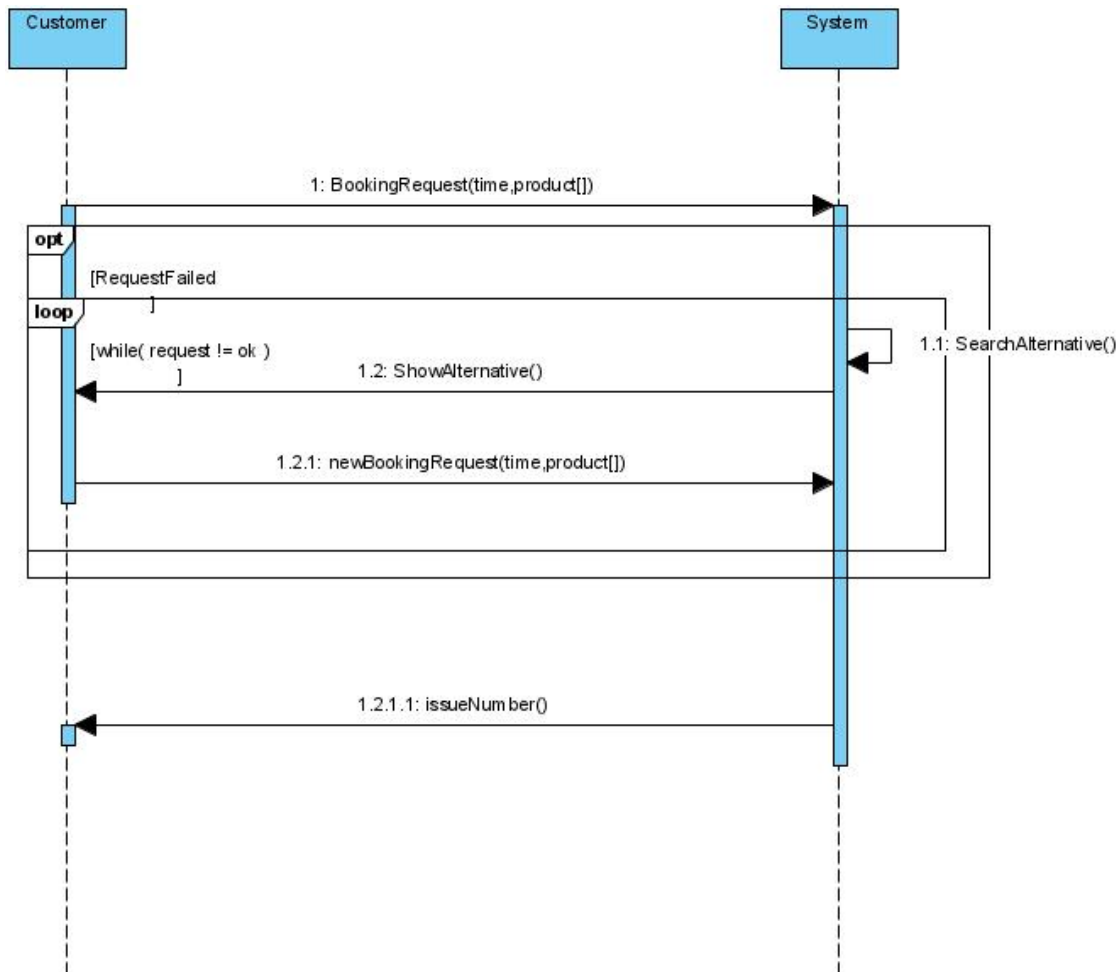 Customer
System
1: BookingRequest(time,product[])
opt
[RequestFailed
]
loop
[while( request != ok )
]
1.1: SearchAlternative()
1.2: ShowAlternative()
1.2.1: newBookingRequest(time,product[])
1.2.1.1: issueNumber()